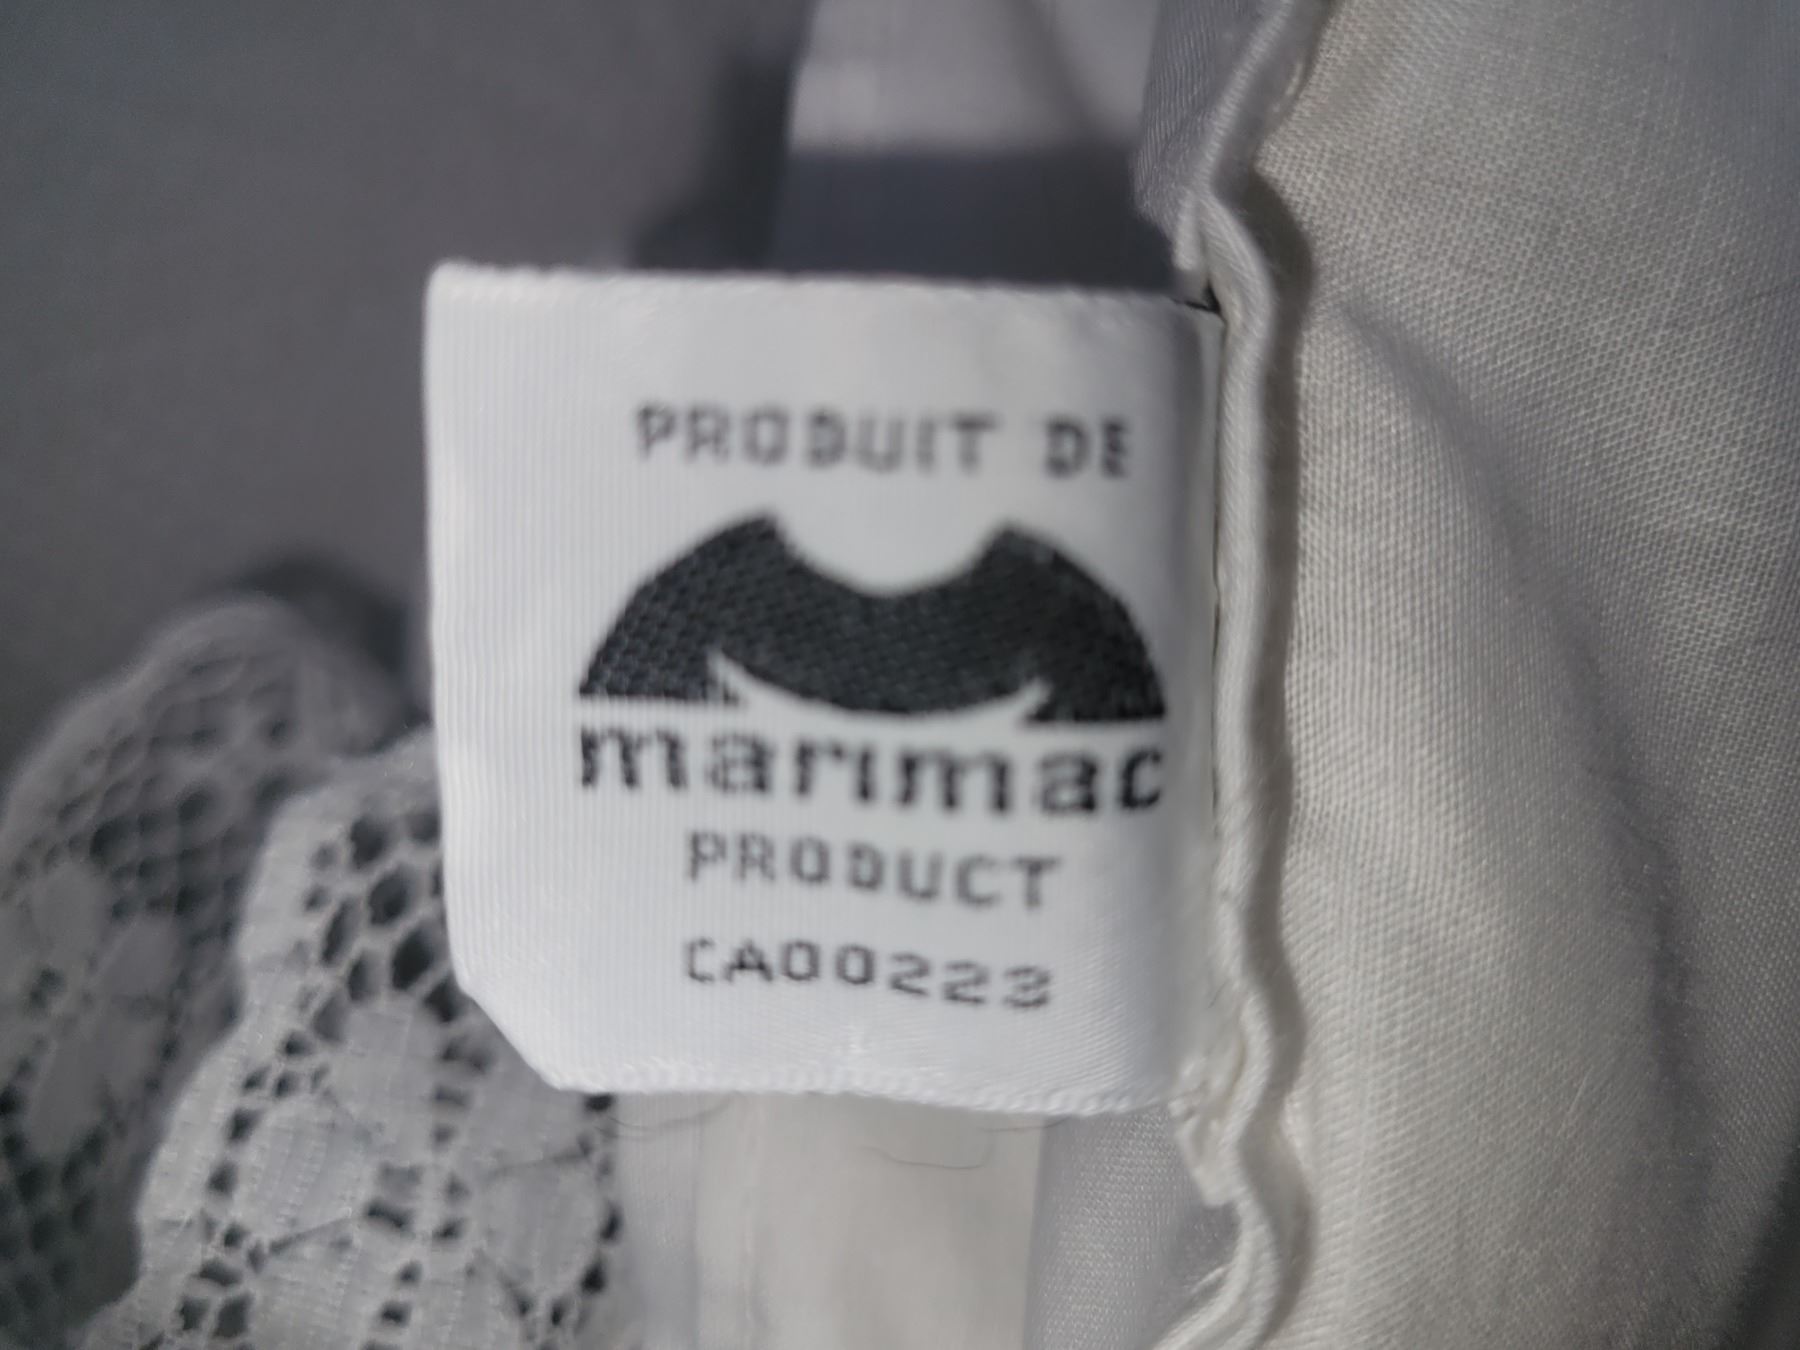 PRODUIT DE
marimac
PRODUCT
CA00223